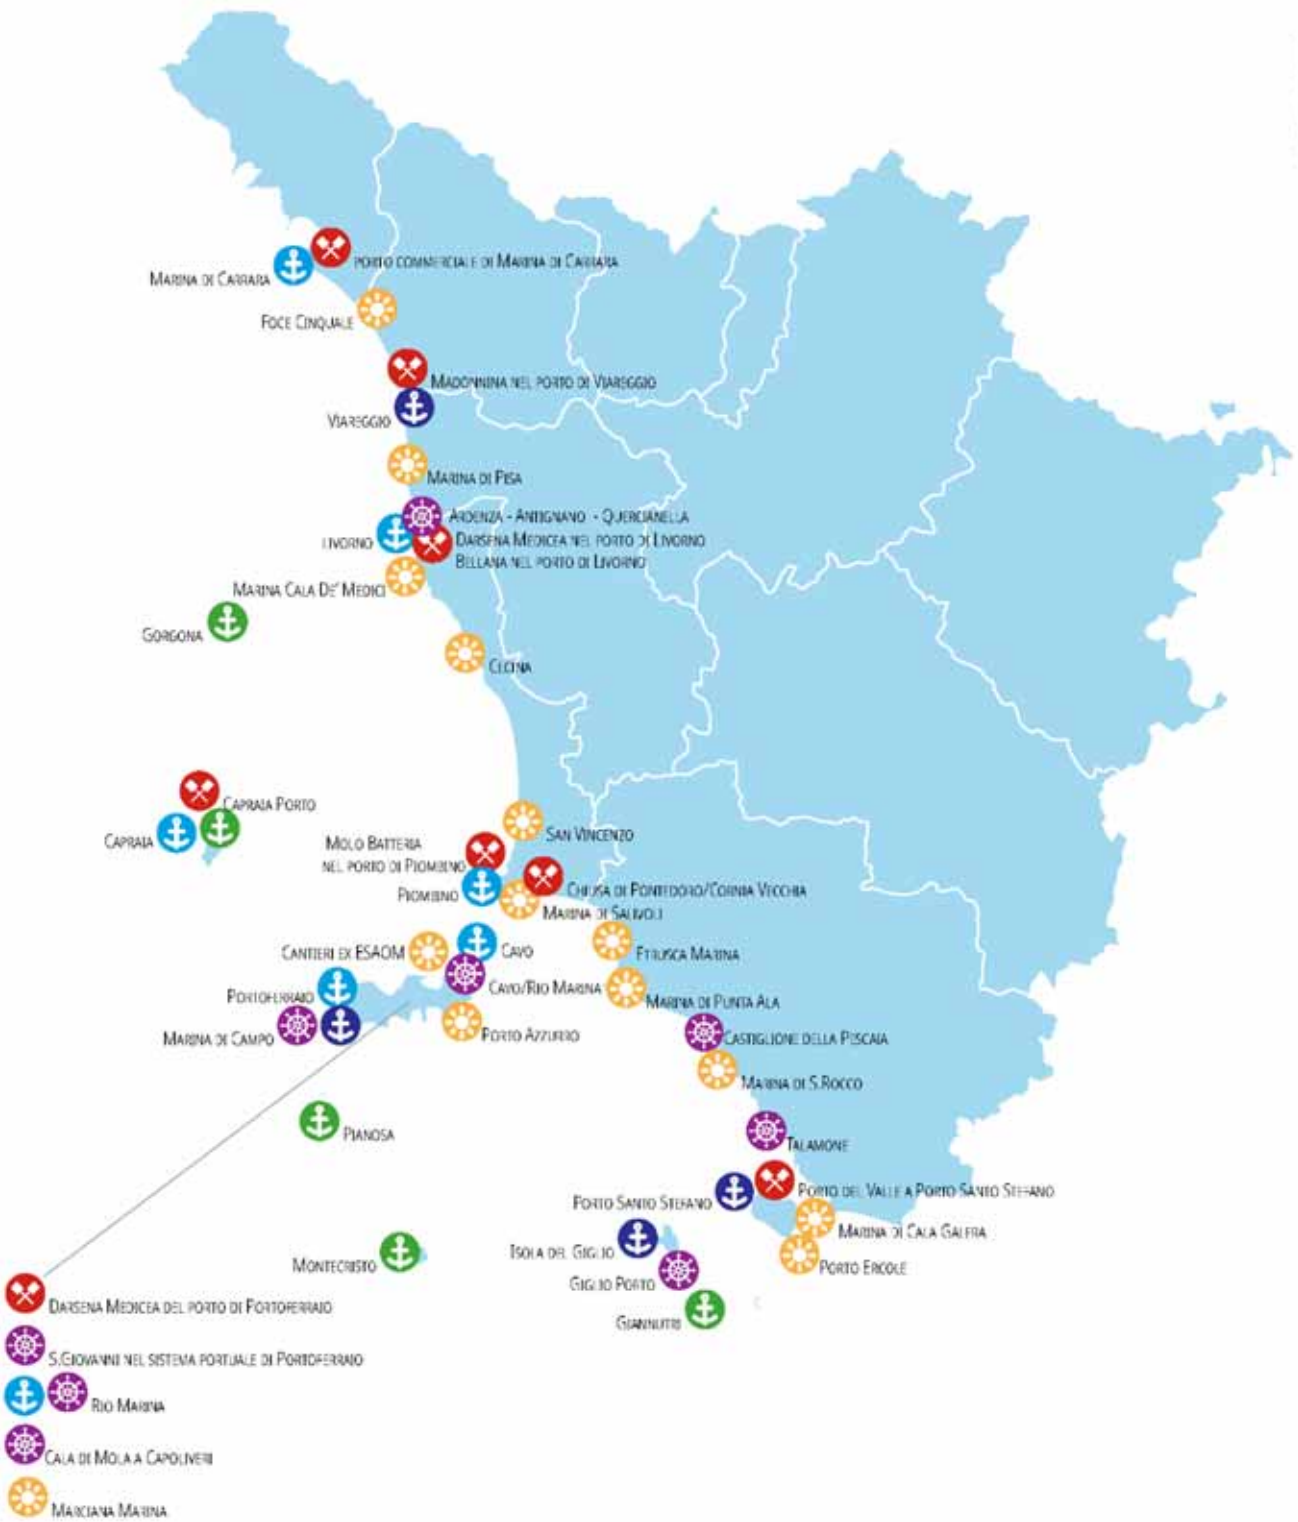 PORTO COMMERCIALE DI MARINA DI CARRARA
MARINA DI CARRARA
FOCE CINQUALE
MADONNINA NEL PORTO DI VIAREGGIO
VIAREGGIO
MARINA DI PISA
ARDENZA - ANTIGNANO - QUERCIANELLA
LIVORNO
DARSENA MEDICEA NEL PORTO DI LIVORNO
BELLANA NEL PORTO DI LIVORNO
MARINA CALA DE' MEDICI
GORGONA
CECINA
CAPRAIA PORTO
CAPRAIA
SAN VINCENZO
MOLO BATTERIA
NEL PORTO DI PIOMBINO
PIOMBINO
CHIUSA DI PONTEDORO/CORNIA VECCHIA
MARINA DI SALIVOLI
CANTIERI EX ESAOM
CAVO
ETRUSCA MARINA
PORTOFERRAIO
CAVO/RIO MARINA
MARINA DI PUNTA ALA
MARINA DI CAMPO
PORTO AZZURRO
CASTIGLIONE DELLA PESCAIA
MARINA DI S.ROCCO
PIANOSA
TALAMONE
PORTO SANTO STEFANO
PORTO DEL VALLE A PORTO SANTO STEFANO
MARINA DI CALA GALERA
ISOLA DEL GIGLIO
MONTECRISTO
PORTO ERCOLE
GIGLIO PORTO
GIANNUTRI
DARSENA MEDICEA DEL PORTO DI PORTOFERRAIO
S.GIOVANNI NEL SISTEMA PORTUALE DI PORTOFERRAIO
RIO MARINA
CALA DI MOLA A CAPOLIVERI
MARCIANA MARINA